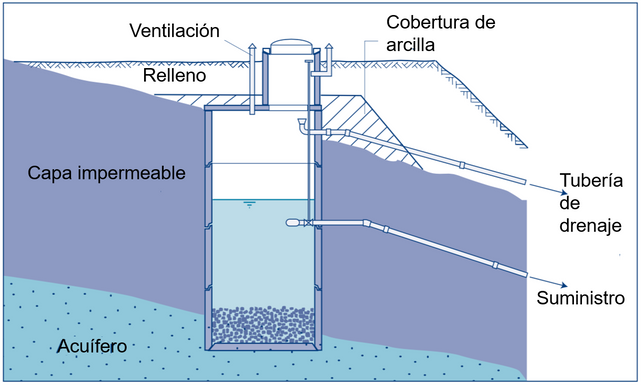 Ventilación
Cobertura de
arcilla
Relleno
Capa impermeable
Tubería
de
drenaje
Suministro
Acuífero